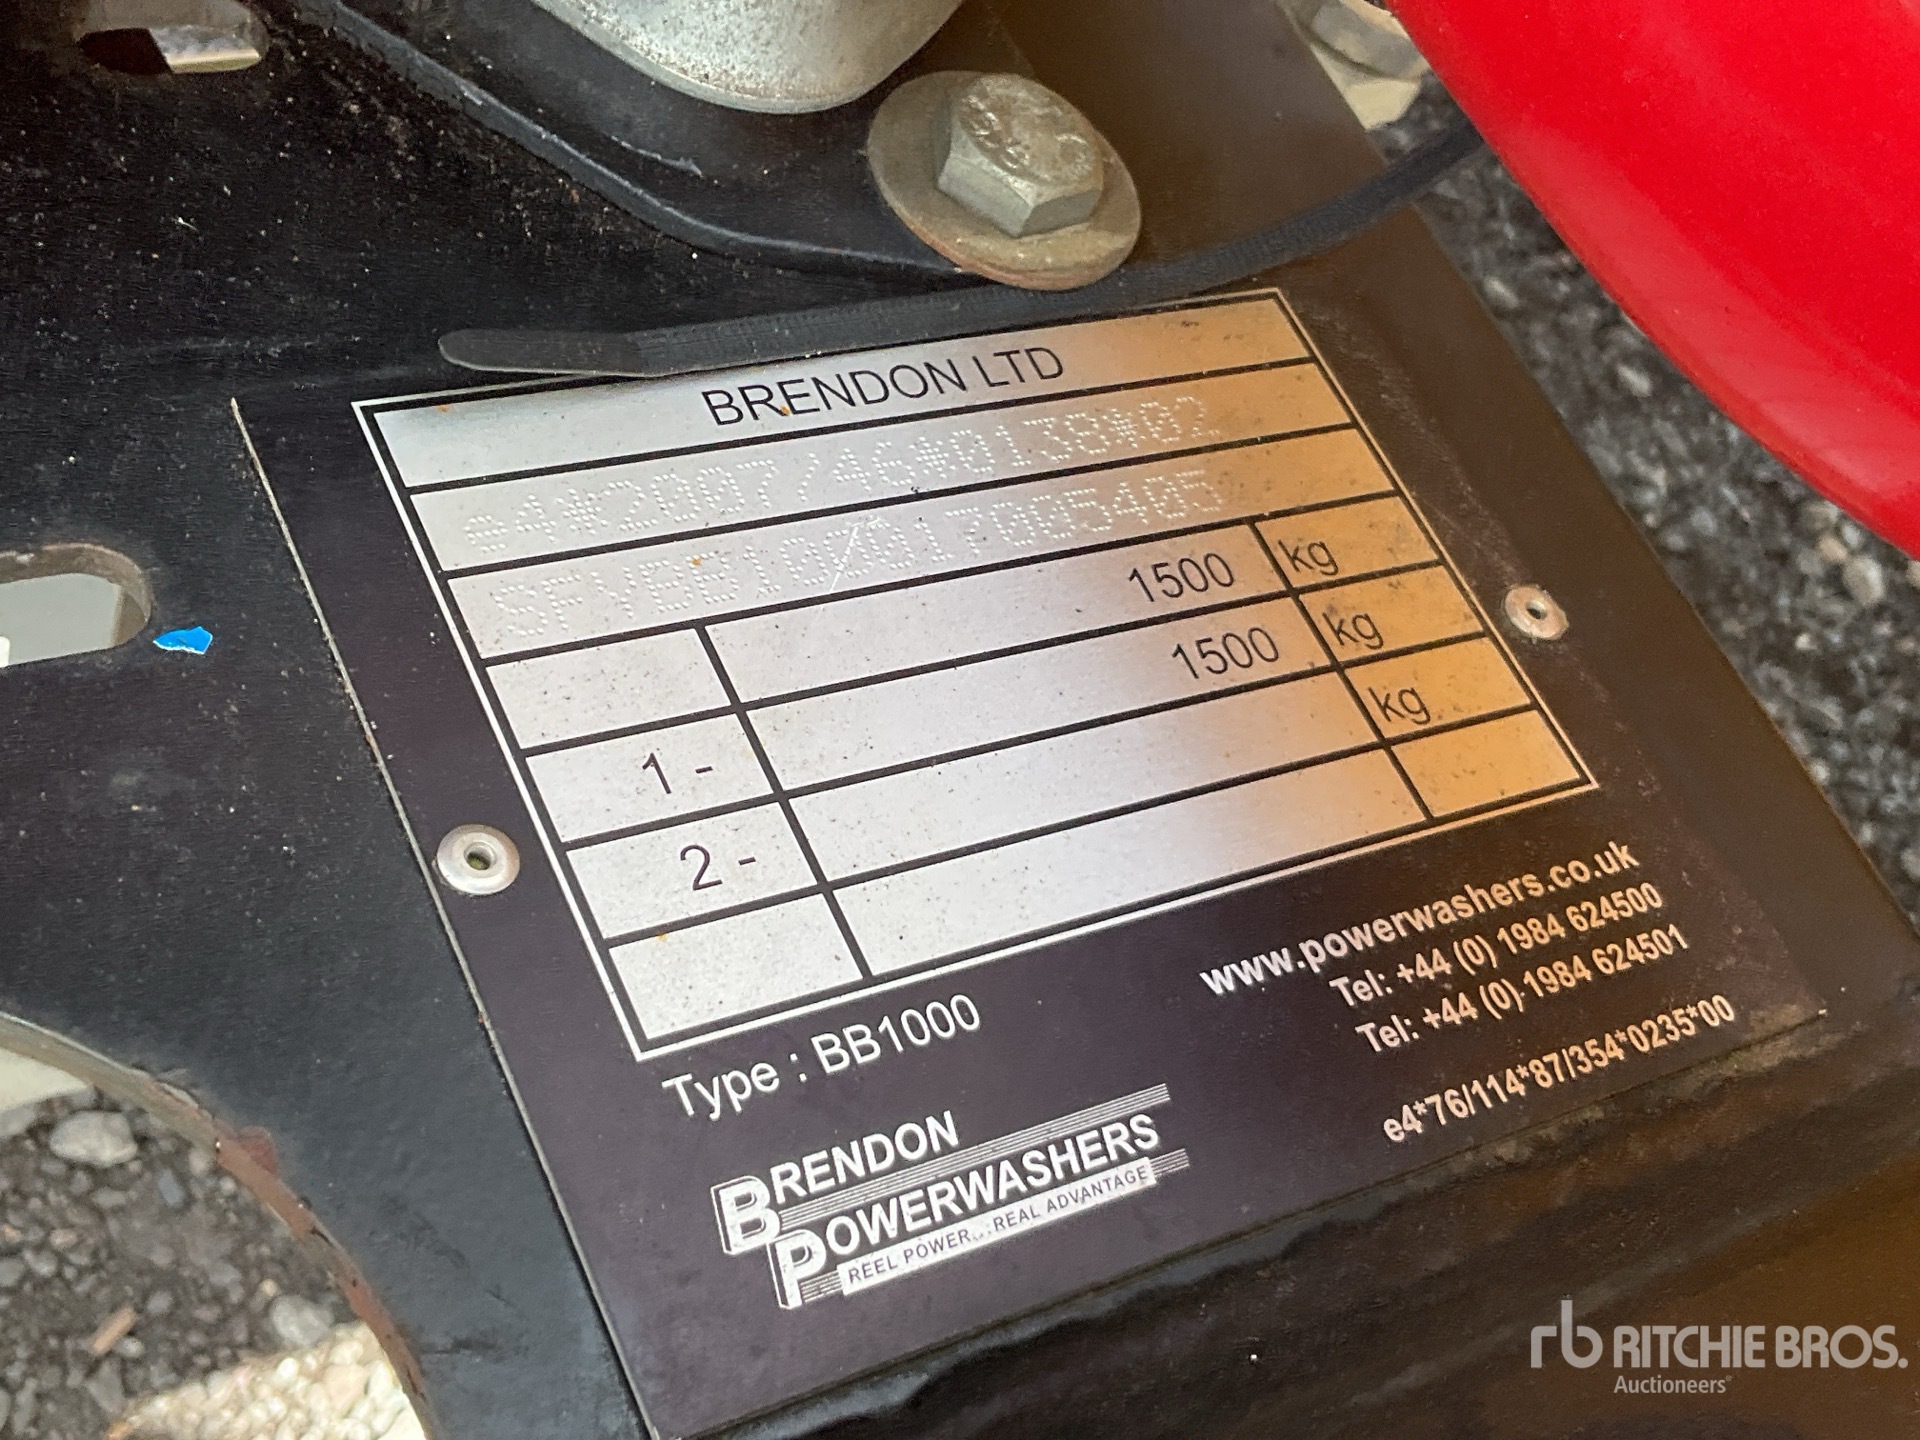 BRENDON LTD
e4*2007/46*0138*02
SFVBB100017005405
1500 kg
1 - 1500 kg
2 - kg
www.powerwashers.co.uk
Tel: +44 (0) 1984 624500
Tel: +44 (0) 1984 624501
Type : BB1000
e4*76/114*87/354*0235*00
BRENDON
POWERWASHERS
REEL POWER...REAL ADVANTAGE
rb RITCHIE BROS.
Auctioneers